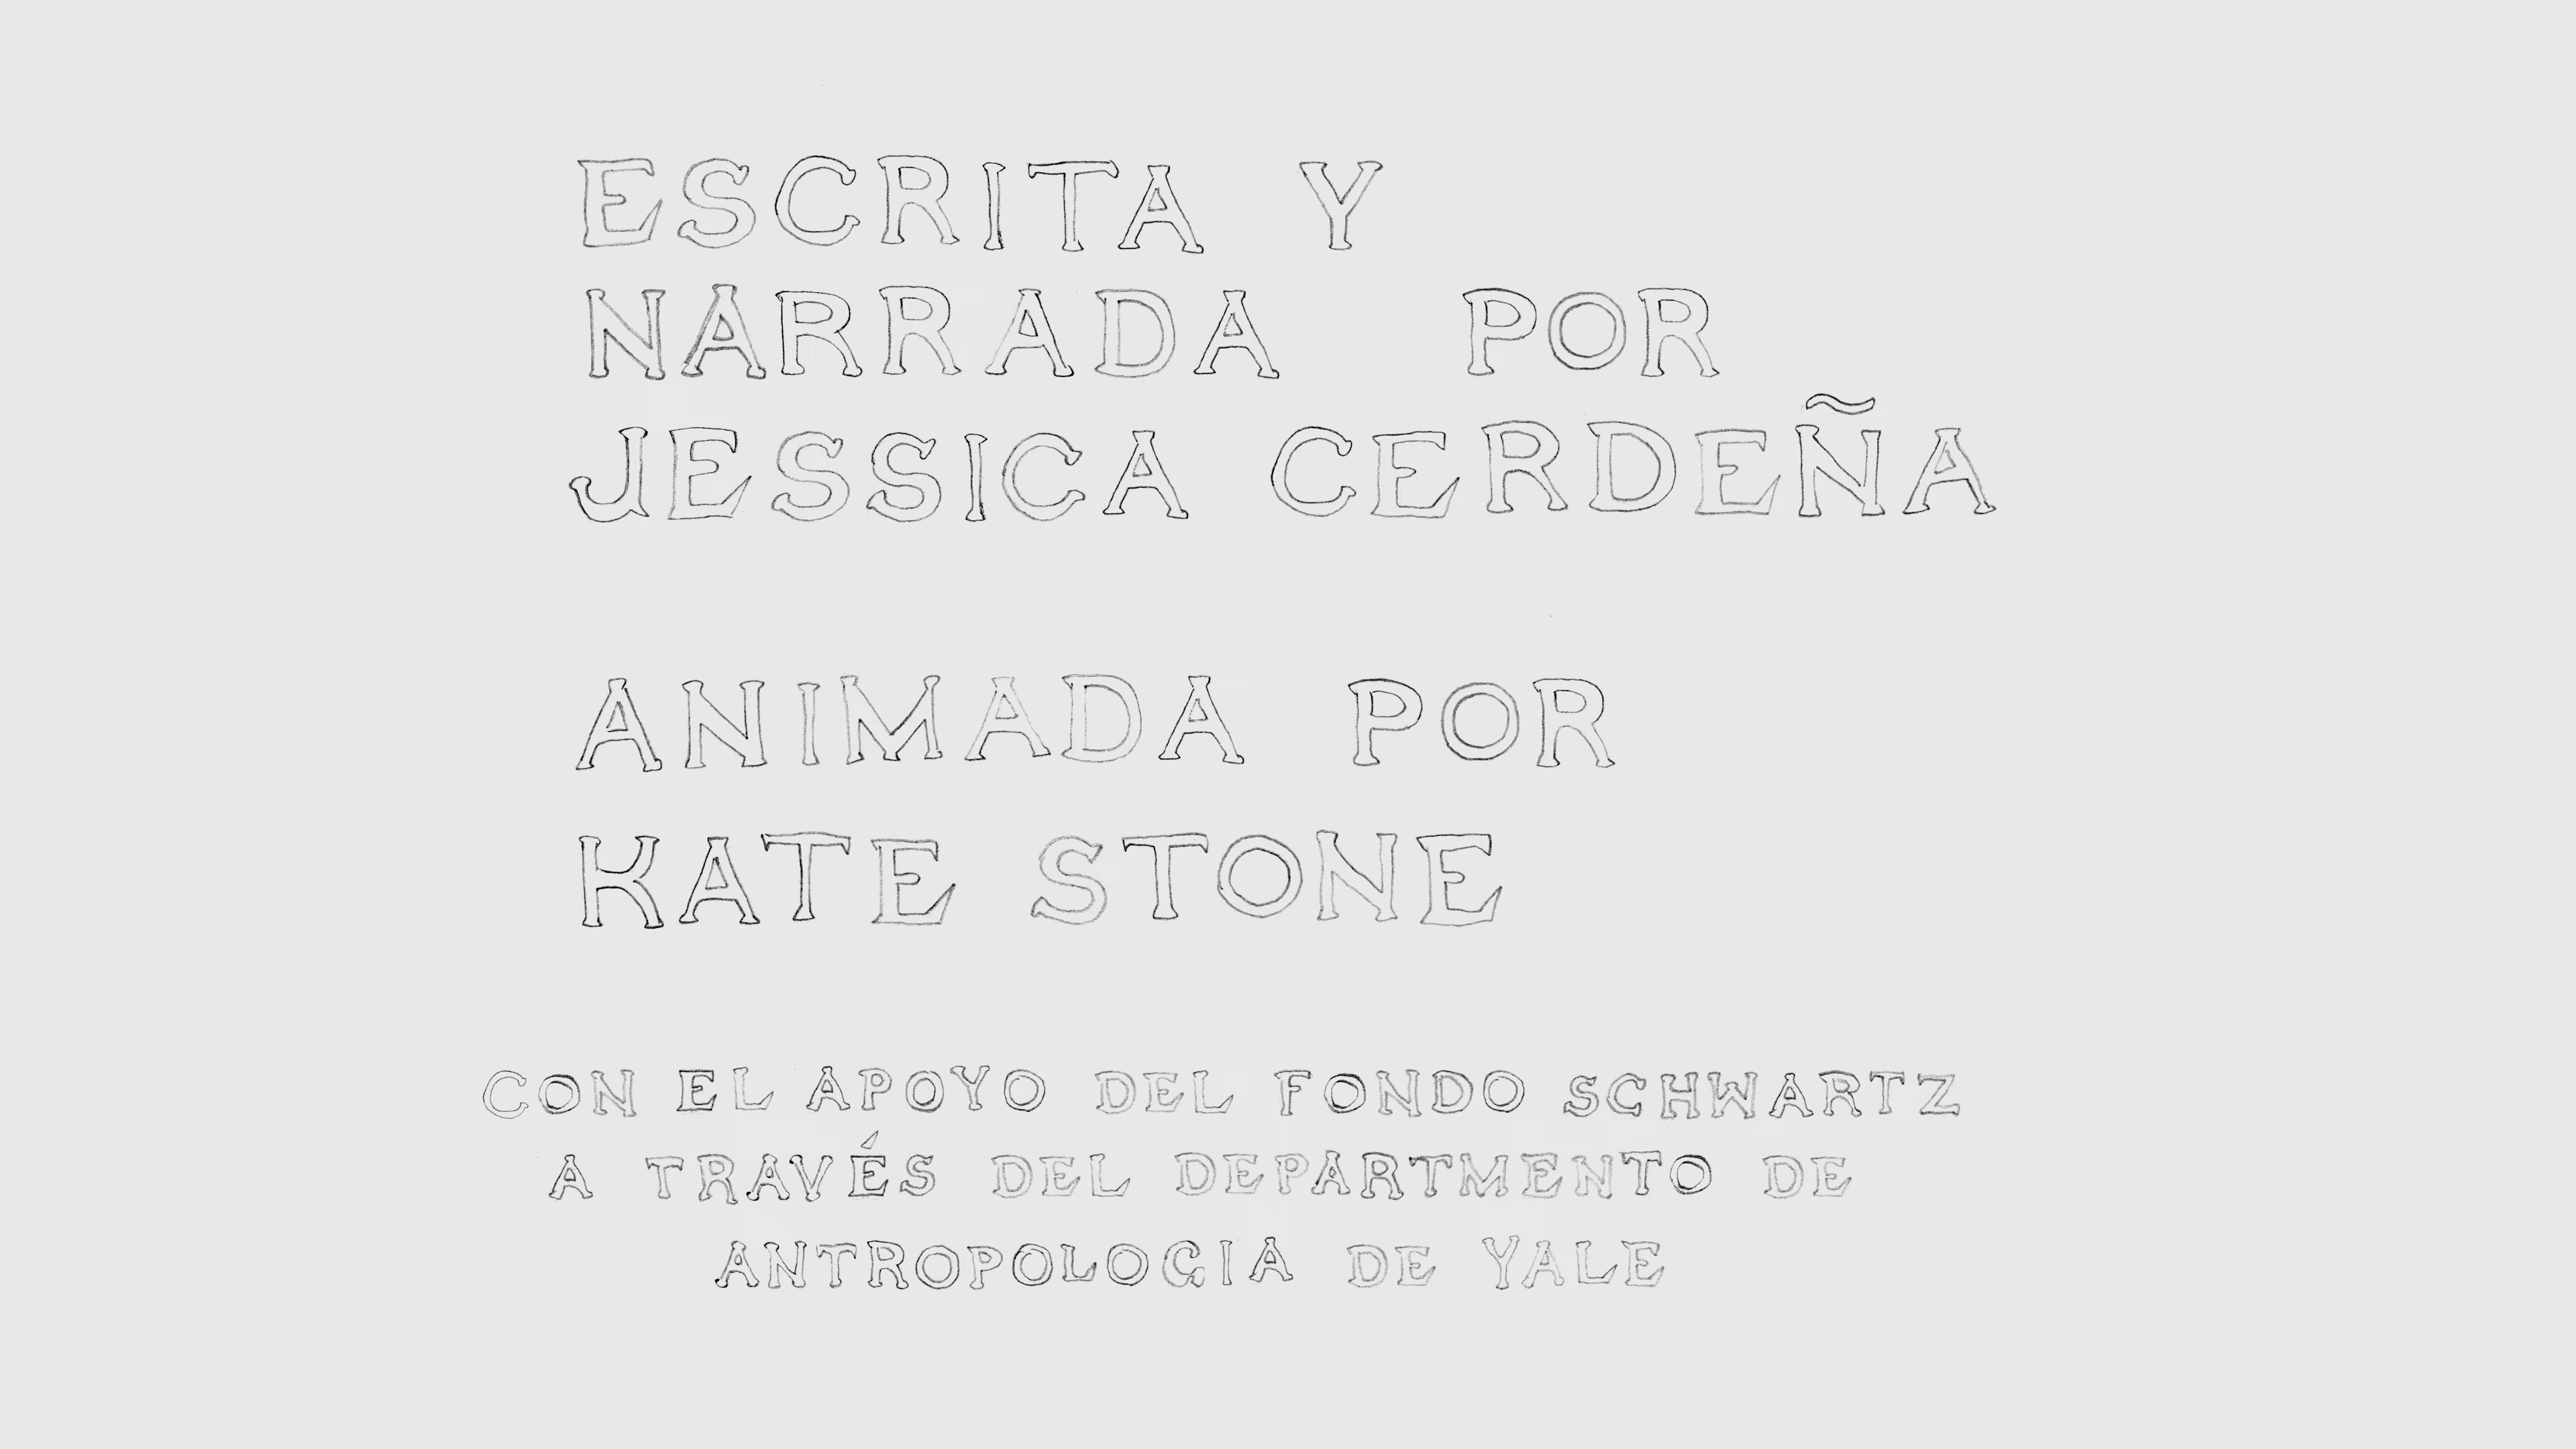 ESCRITA Y
NARRADA POR
JESSICA CERDEÑA
ANIMADA POR
KATE STONE
CON EL APOYO DEL FONDO SCHWARTZ
A TRAVÉS DEL DEPARTMENTO DE
ANTROPOLOGIA DE YALE